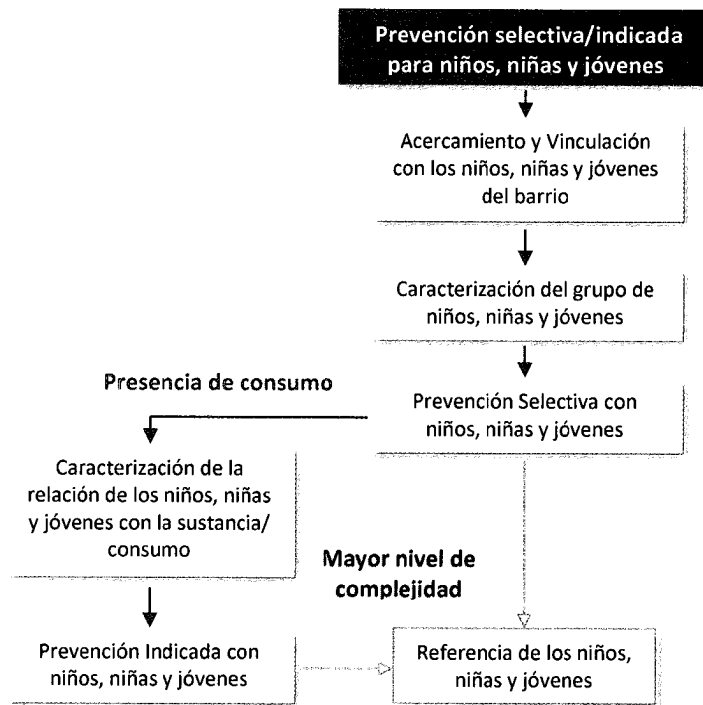 Prevención selectiva/indicada
para niños, niñas y jóvenes
Acercamiento y Vinculación
con los niños, niñas y jóvenes
del barrio
Caracterización del grupo de
niños, niñas y jóvenes
Presencia de consumo
Prevención Selectiva con
niños, niñas y jóvenes
Caracterización de la
relación de los niños, niñas
y jóvenes con la sustancia/
consumo
Mayor nivel de
complejidad
Prevención Indicada con
niños, niñas y jóvenes
Referencia de los niños,
niñas y jóvenes